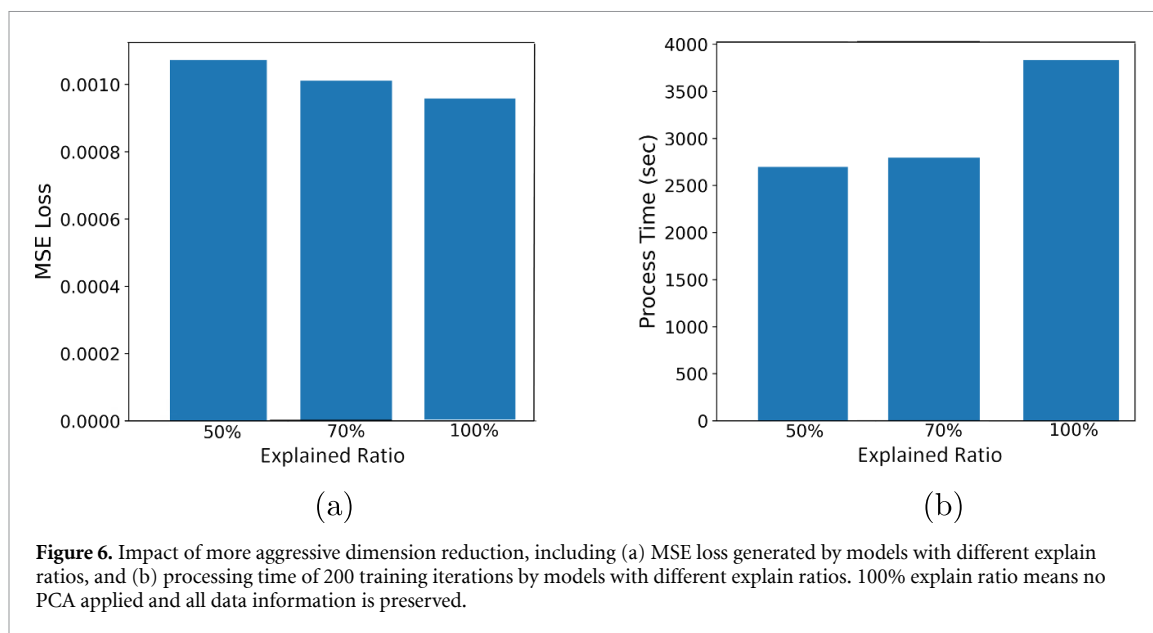 0.0010
0.0008
0.0006
0.0004
0.0002
0.0000
MSE Loss
50% 70% 100%
Explained Ratio
(a)
4000
3500
3000
2500
2000
1500
1000
500
0
Process Time (sec)
50% 70% 100%
Explained Ratio
(b)
Figure 6. Impact of more aggressive dimension reduction, including (a) MSE loss generated by models with different explain
ratios, and (b) processing time of 200 training iterations by models with different explain ratios. 100% explain ratio means no
PCA applied and all data information is preserved.